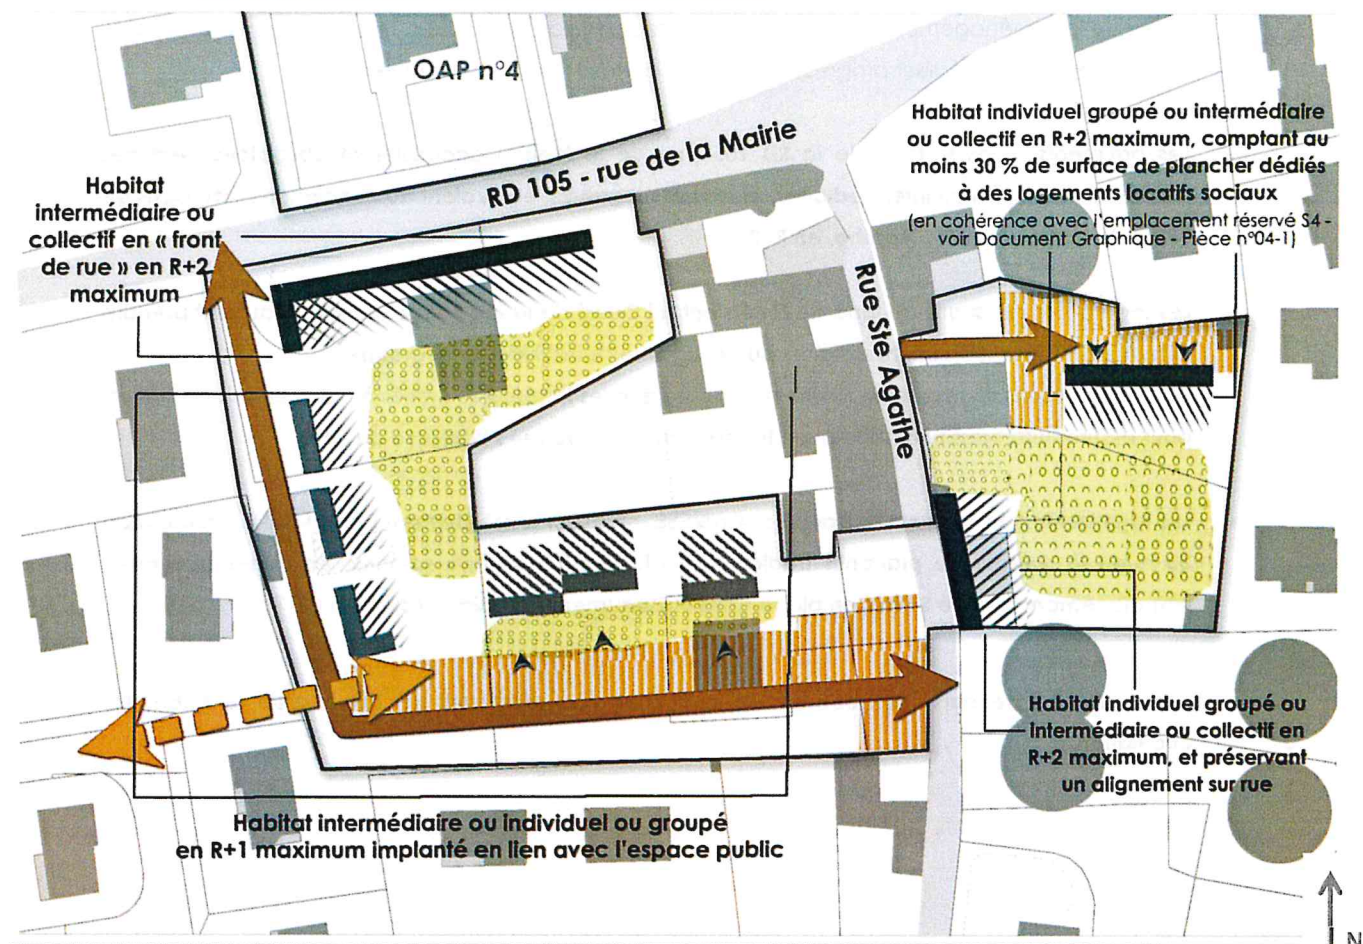 OAP n°4
Habitat individuel groupé ou intermédiaire
ou collectif en R+2 maximum, comptant au
moins 30 % de surface de plancher dédiés
à des logements locatifs sociaux
(en cohérence avec l'emplacement réservé S4 -
voir Document Graphique - Pièce n°04-1)
RD 105 - rue de la Mairie
Habitat
intermédiaire ou
collectif en « front
de rue » en R+2
maximum
Rue Ste Agathe
Habitat individuel groupé ou
intermédiaire ou collectif en
R+2 maximum, et préservant
un alignement sur rue
Habitat intermédiaire ou individuel ou groupé
en R+1 maximum implanté en lien avec l'espace public
N